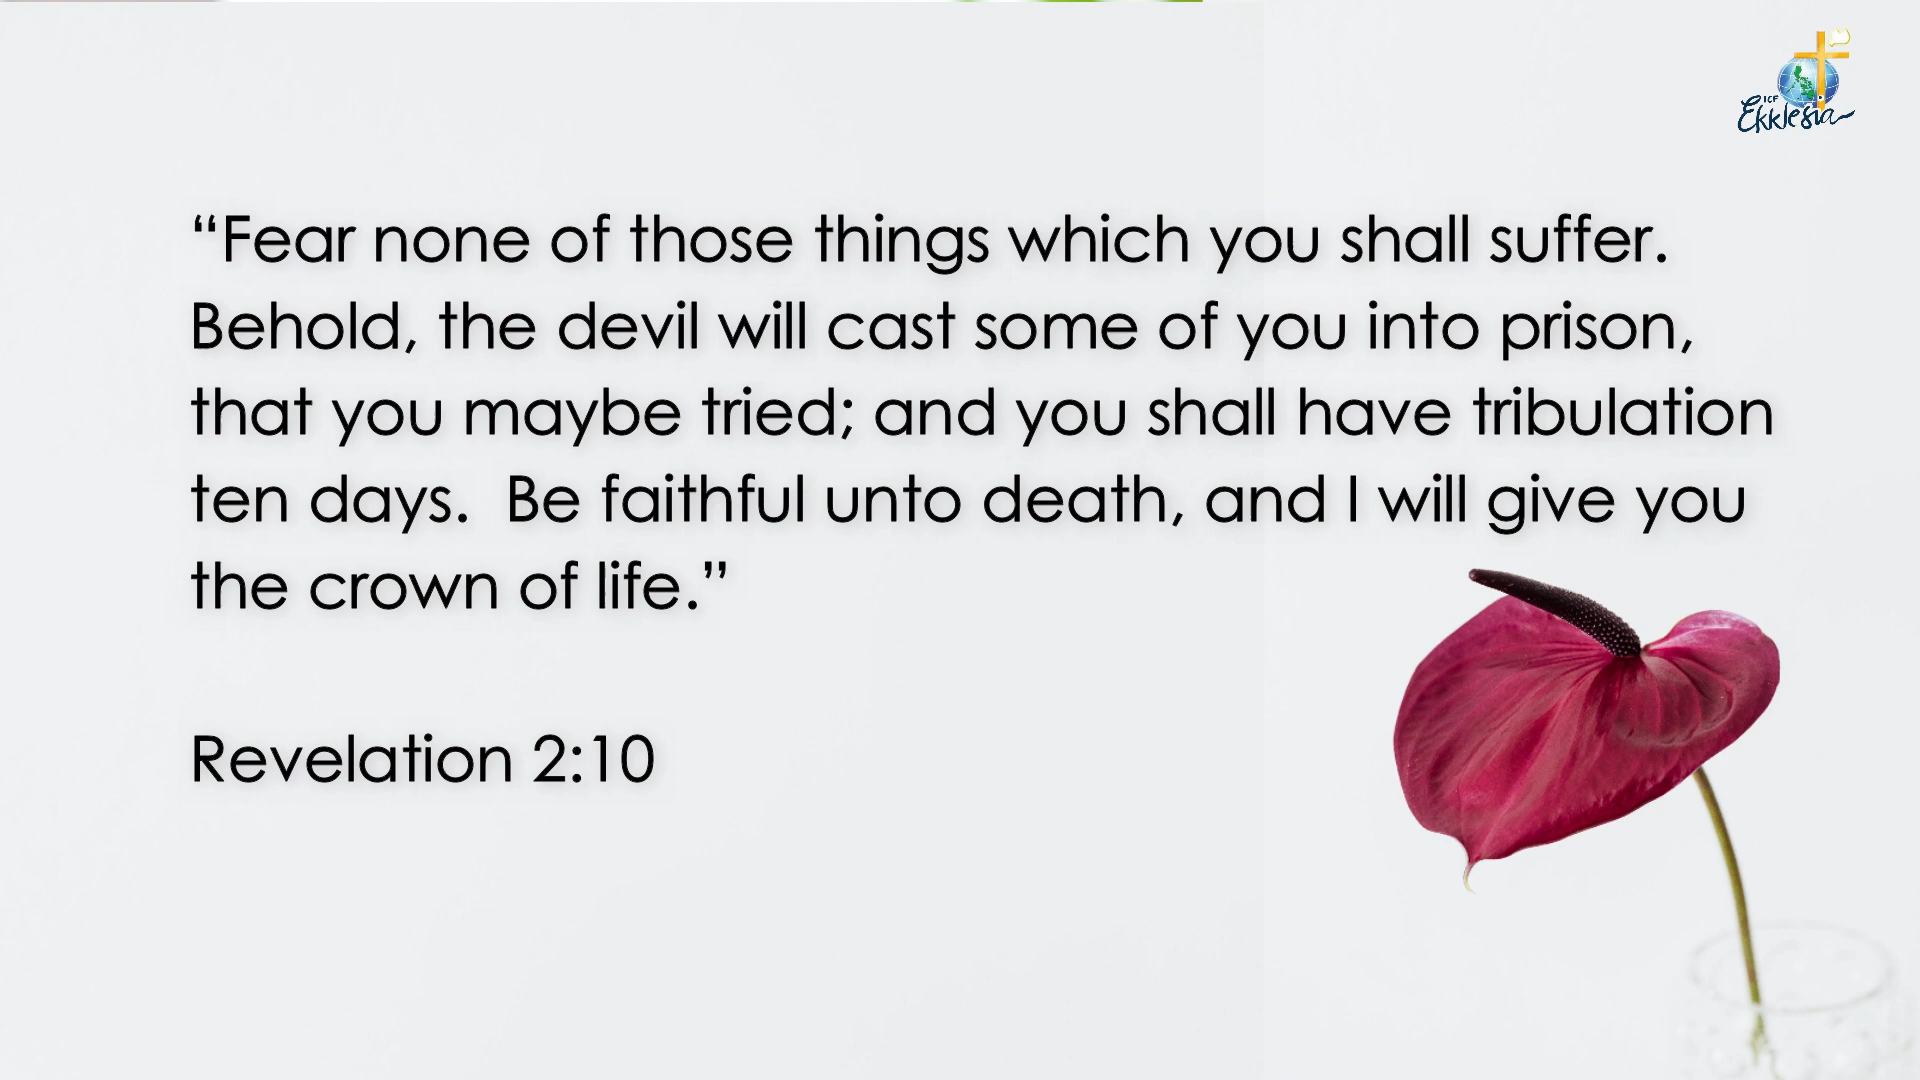 ICF
Ekklesia
“Fear none of those things which you shall suffer.
Behold, the devil will cast some of you into prison,
that you maybe tried; and you shall have tribulation
ten days.  Be faithful unto death, and I will give you
the crown of life.”
Revelation 2:10